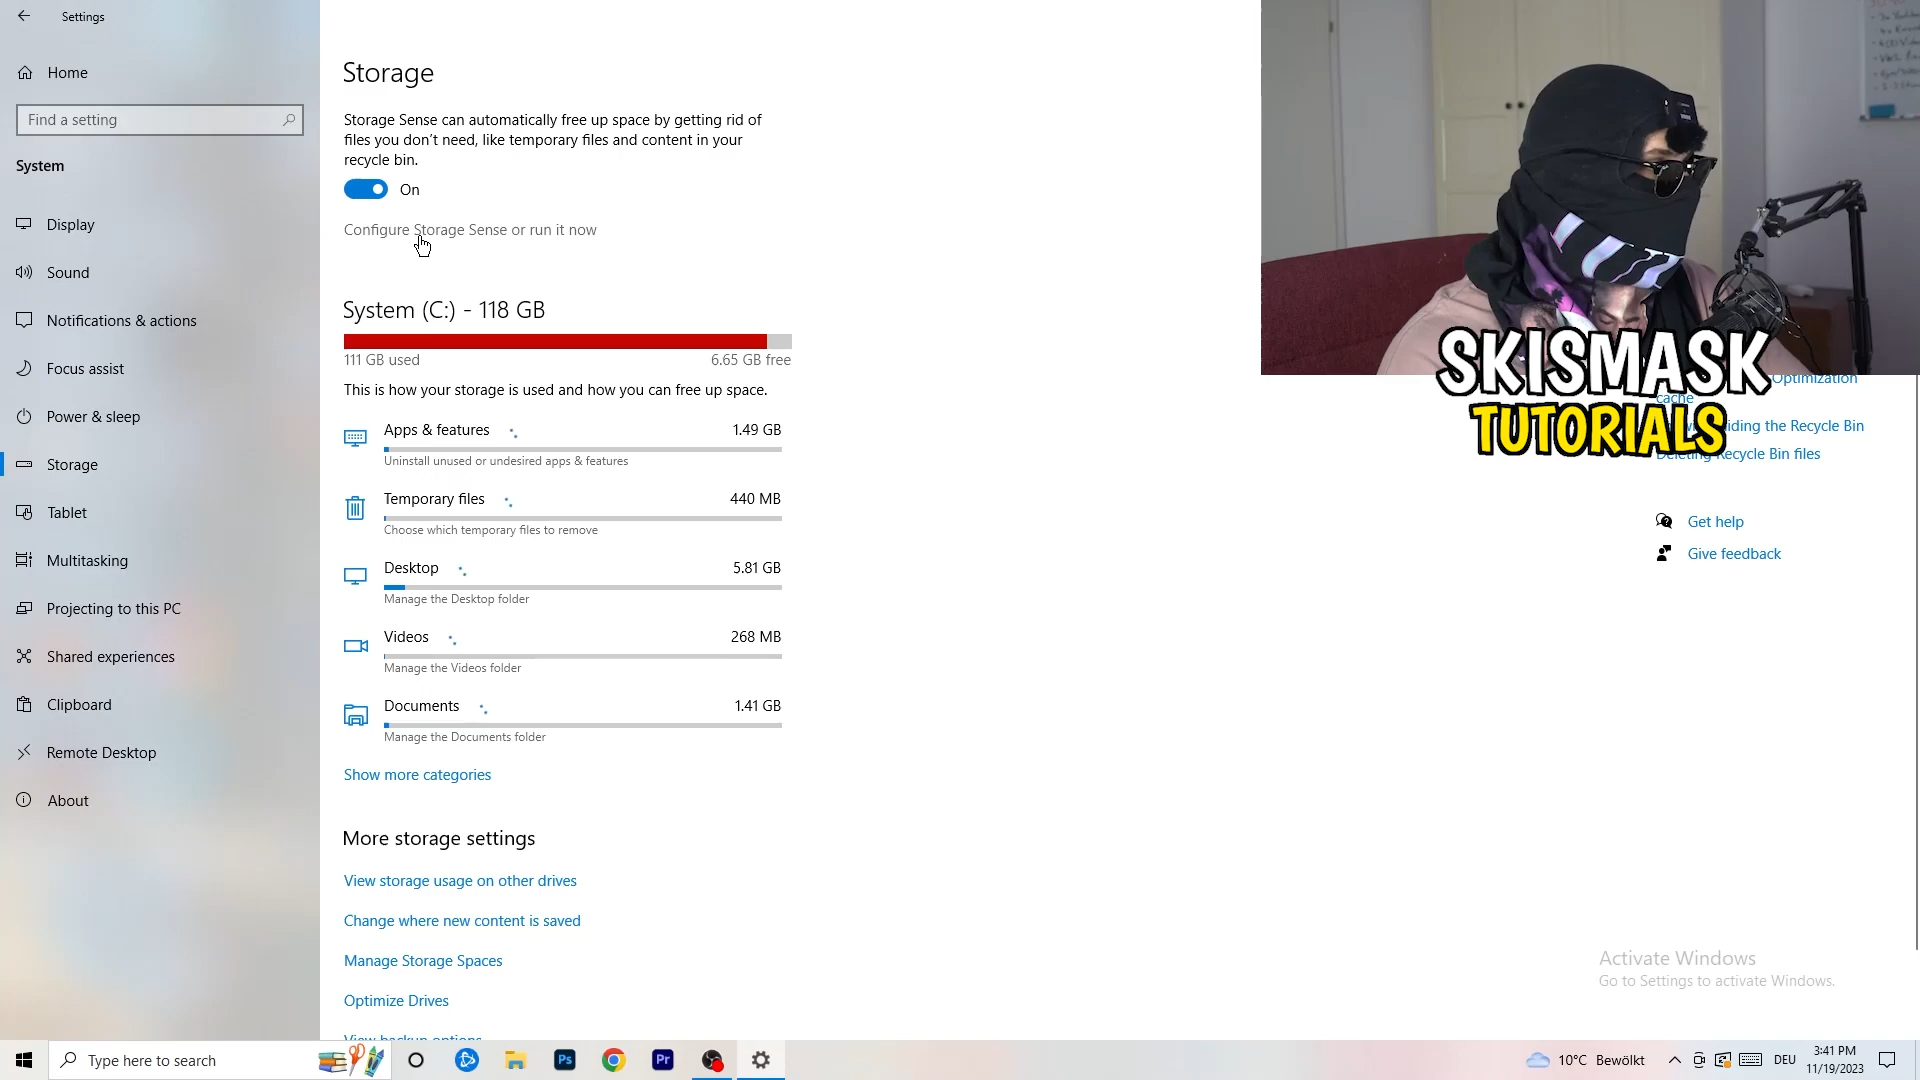 Settings
Home
Find a setting
System
Display
Sound
Notifications & actions
Focus assist
Power & sleep
Storage
Tablet
Multitasking
Projecting to this PC
Shared experiences
Clipboard
Remote Desktop
About
Storage
Storage Sense can automatically free up space by getting rid of
files you don't need, like temporary files and content in your
recycle bin.
On
Configure Storage Sense or run it now
System (C:) - 118 GB
111 GB used
6.65 GB free
This is how your storage is used and how you can free up space.
Apps & features
1.49 GB
Uninstall unused or undesired apps & features
Temporary files
440 MB
Choose which temporary files to remove
Desktop
5.81 GB
Manage the Desktop folder
Videos
268 MB
Manage the Videos folder
Documents
1.41 GB
Manage the Documents folder
Show more categories
More storage settings
View storage usage on other drives
Change where new content is saved
Manage Storage Spaces
Optimize Drives
View backup options
SKISMASK
TUTORIALS
Optimization
cache
the Recycle Bin
Recycle Bin files
Get help
Give feedback
Activate Windows
Go to Settings to activate Windows.
Type here to search
Ps
Pr
10°C Bewölkt
DEU
3:41 PM
11/19/2023